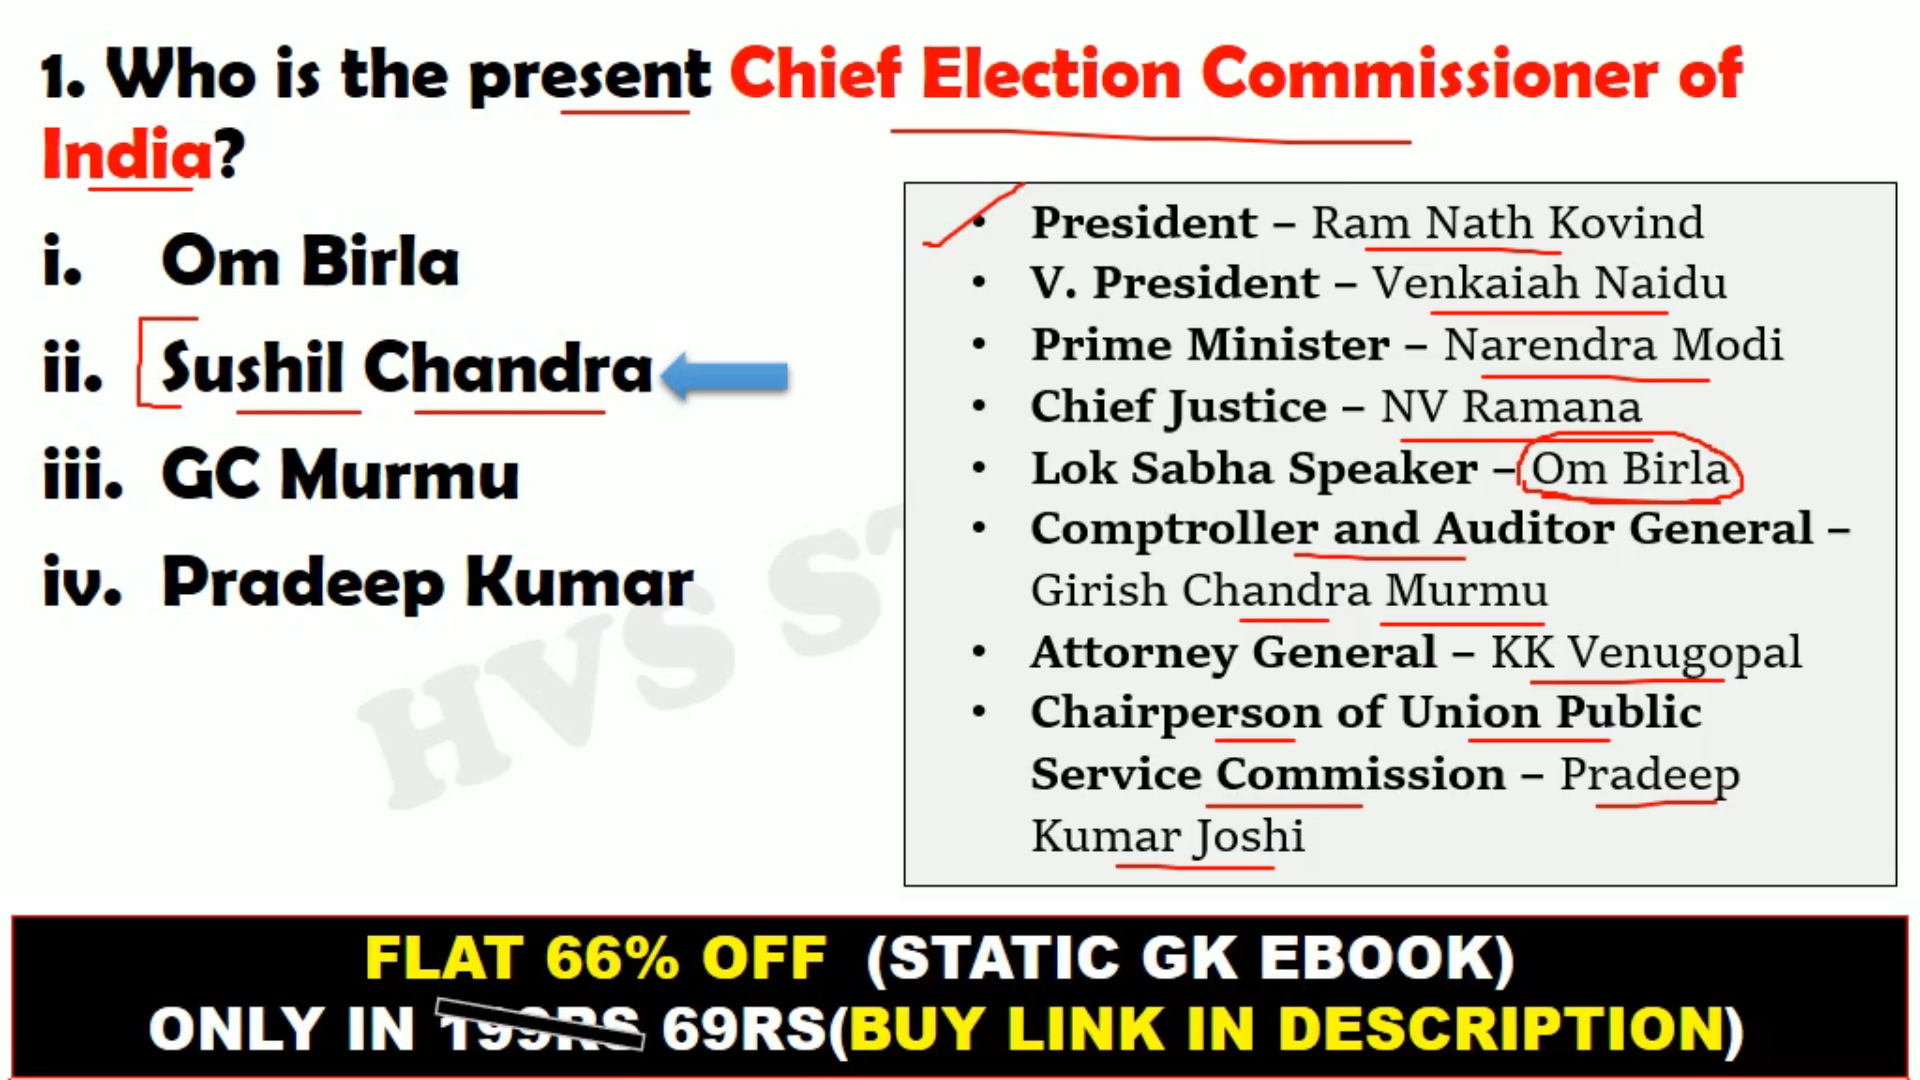 1. Who is the present Chief Election Commissioner of
India?
i. Om Birla
ii. Sushil Chandra
iii. GC Murmu
iv. Pradeep Kumar
• President – Ram Nath Kovind
• V. President – Venkaiah Naidu
• Prime Minister – Narendra Modi
• Chief Justice – NV Ramana
• Lok Sabha Speaker – Om Birla
• Comptroller and Auditor General –
Girish Chandra Murmu
• Attorney General – KK Venugopal
• Chairperson of Union Public
Service Commission – Pradeep
Kumar Joshi
HVS
FLAT 66% OFF (STATIC GK EBOOK)
ONLY IN 199RS 69RS(BUY LINK IN DESCRIPTION)